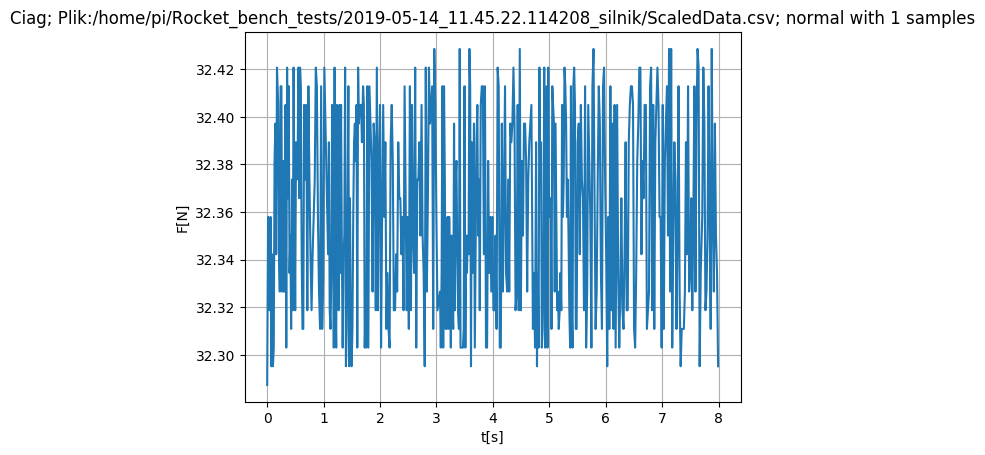 Ciag; Plik:/home/pi/Rocket_bench_tests/2019-05-14_11.45.22.114208_silnik/ScaledData.csv; normal with 1 samples
32.42
32.40
32.38
32.36
32.34
32.32
32.30
F[N]
0 1 2 3 4 5 6 7 8
t[s]